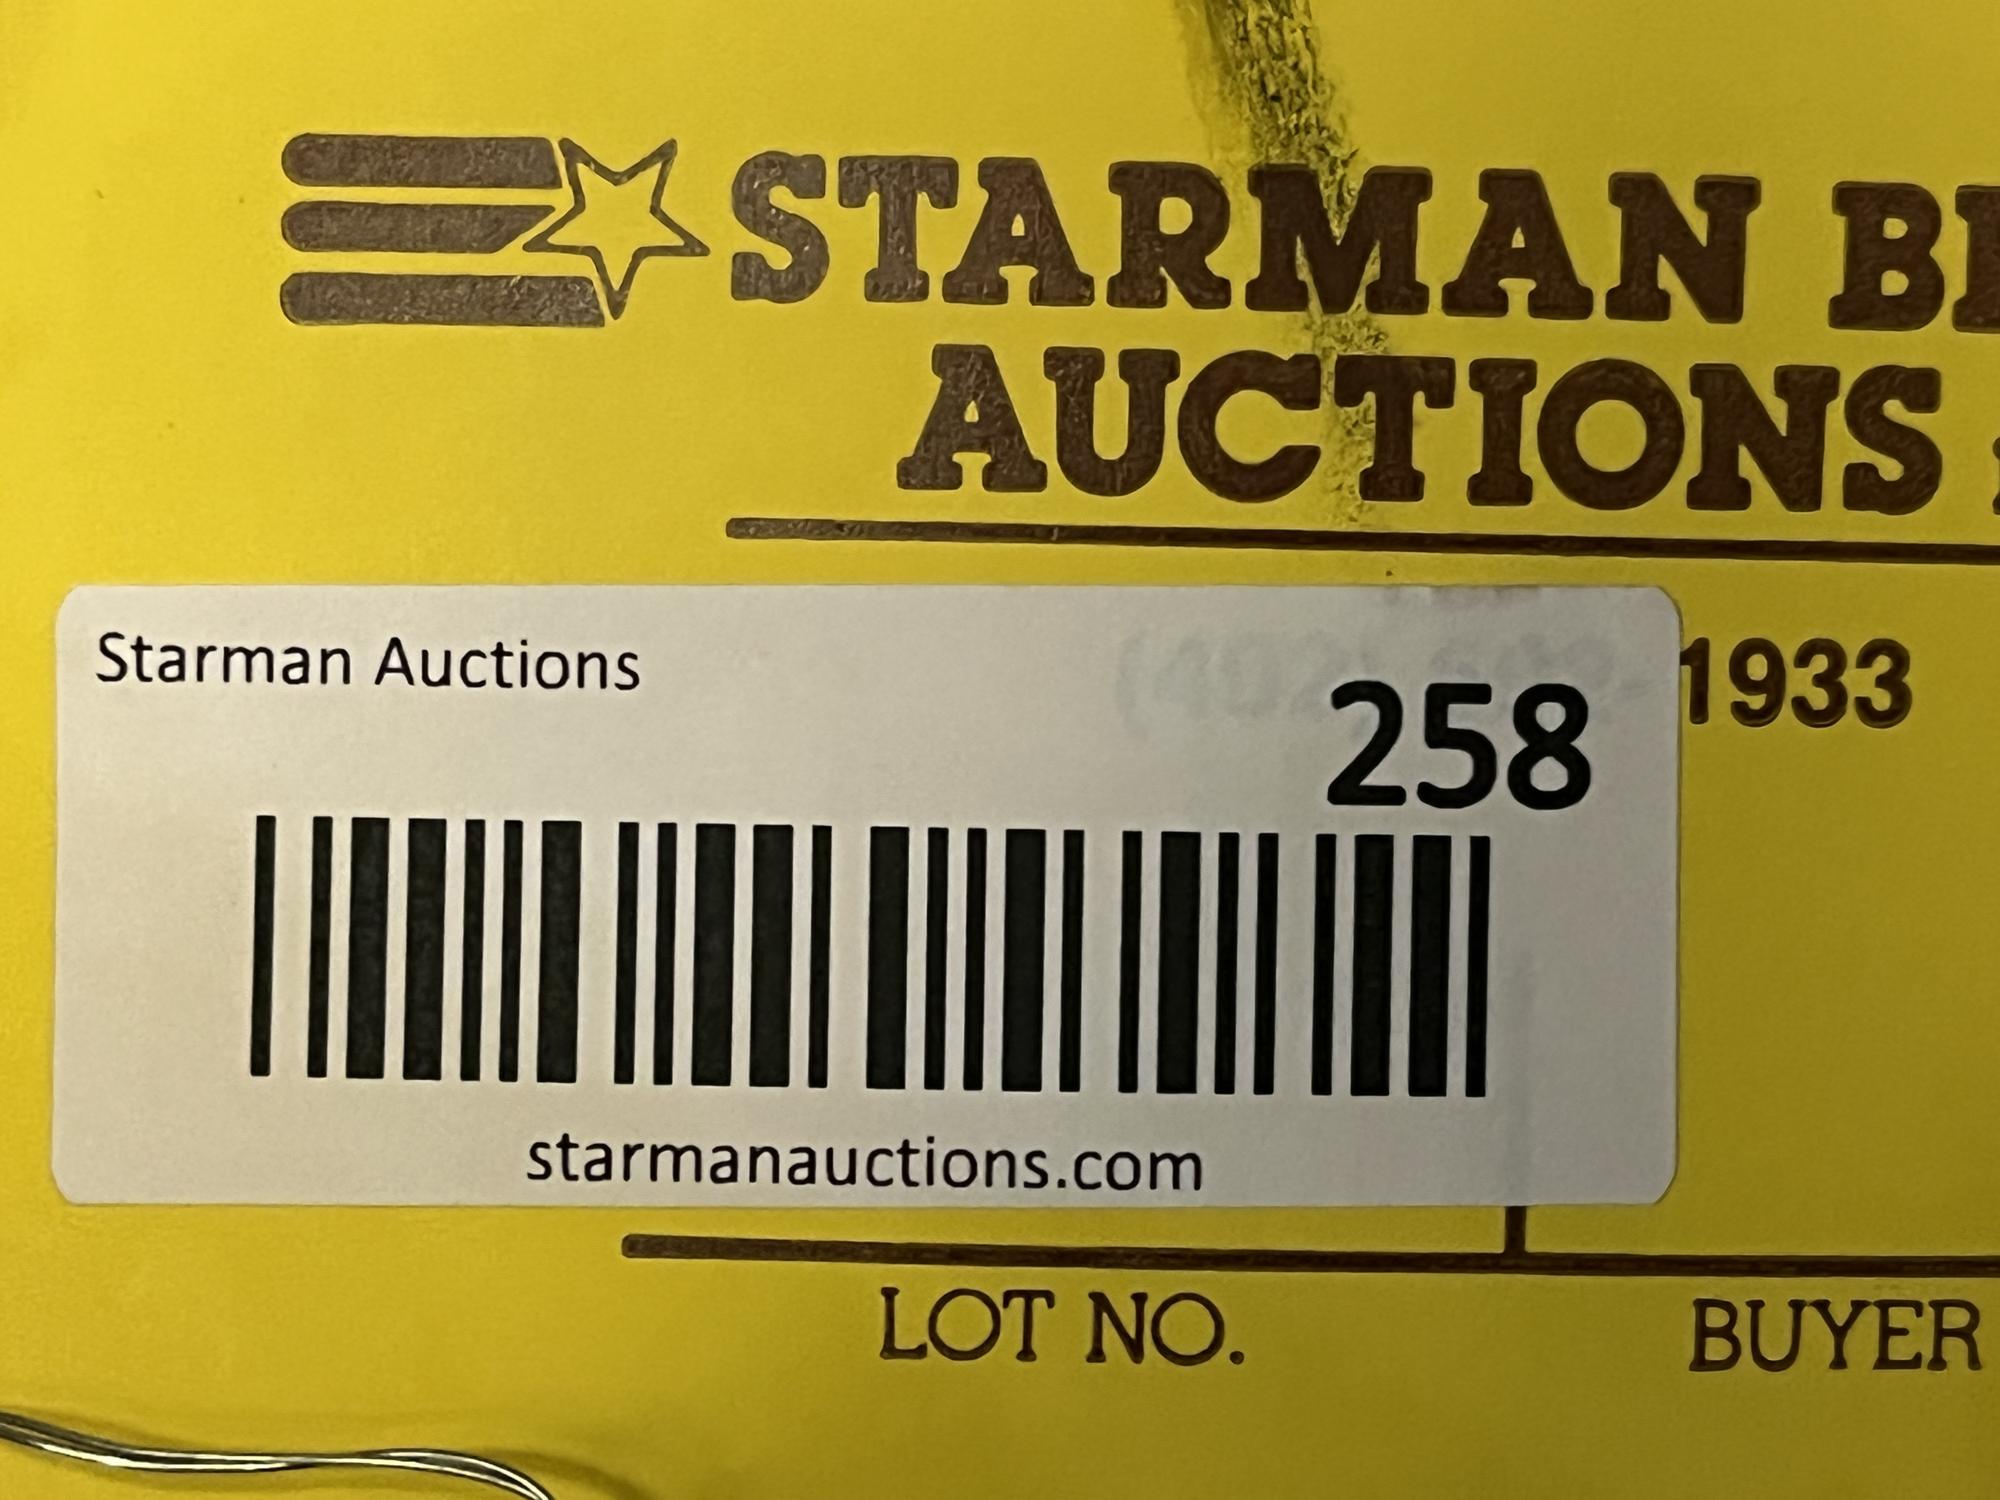 STARMAN
AUCTIONS
Starman Auctions
1933
258
starmanauctions.com
LOT NO.
BUYER